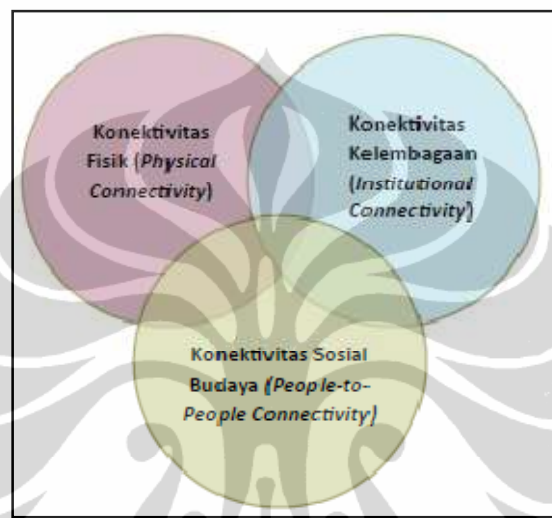 Konektivitas
Fisik (Physical
Connectivity)
Konektivitas
Kelembagaan
(Institutional
Connectivity)
Konektivitas Sosial
Budaya (People-to-
People Connectivity)